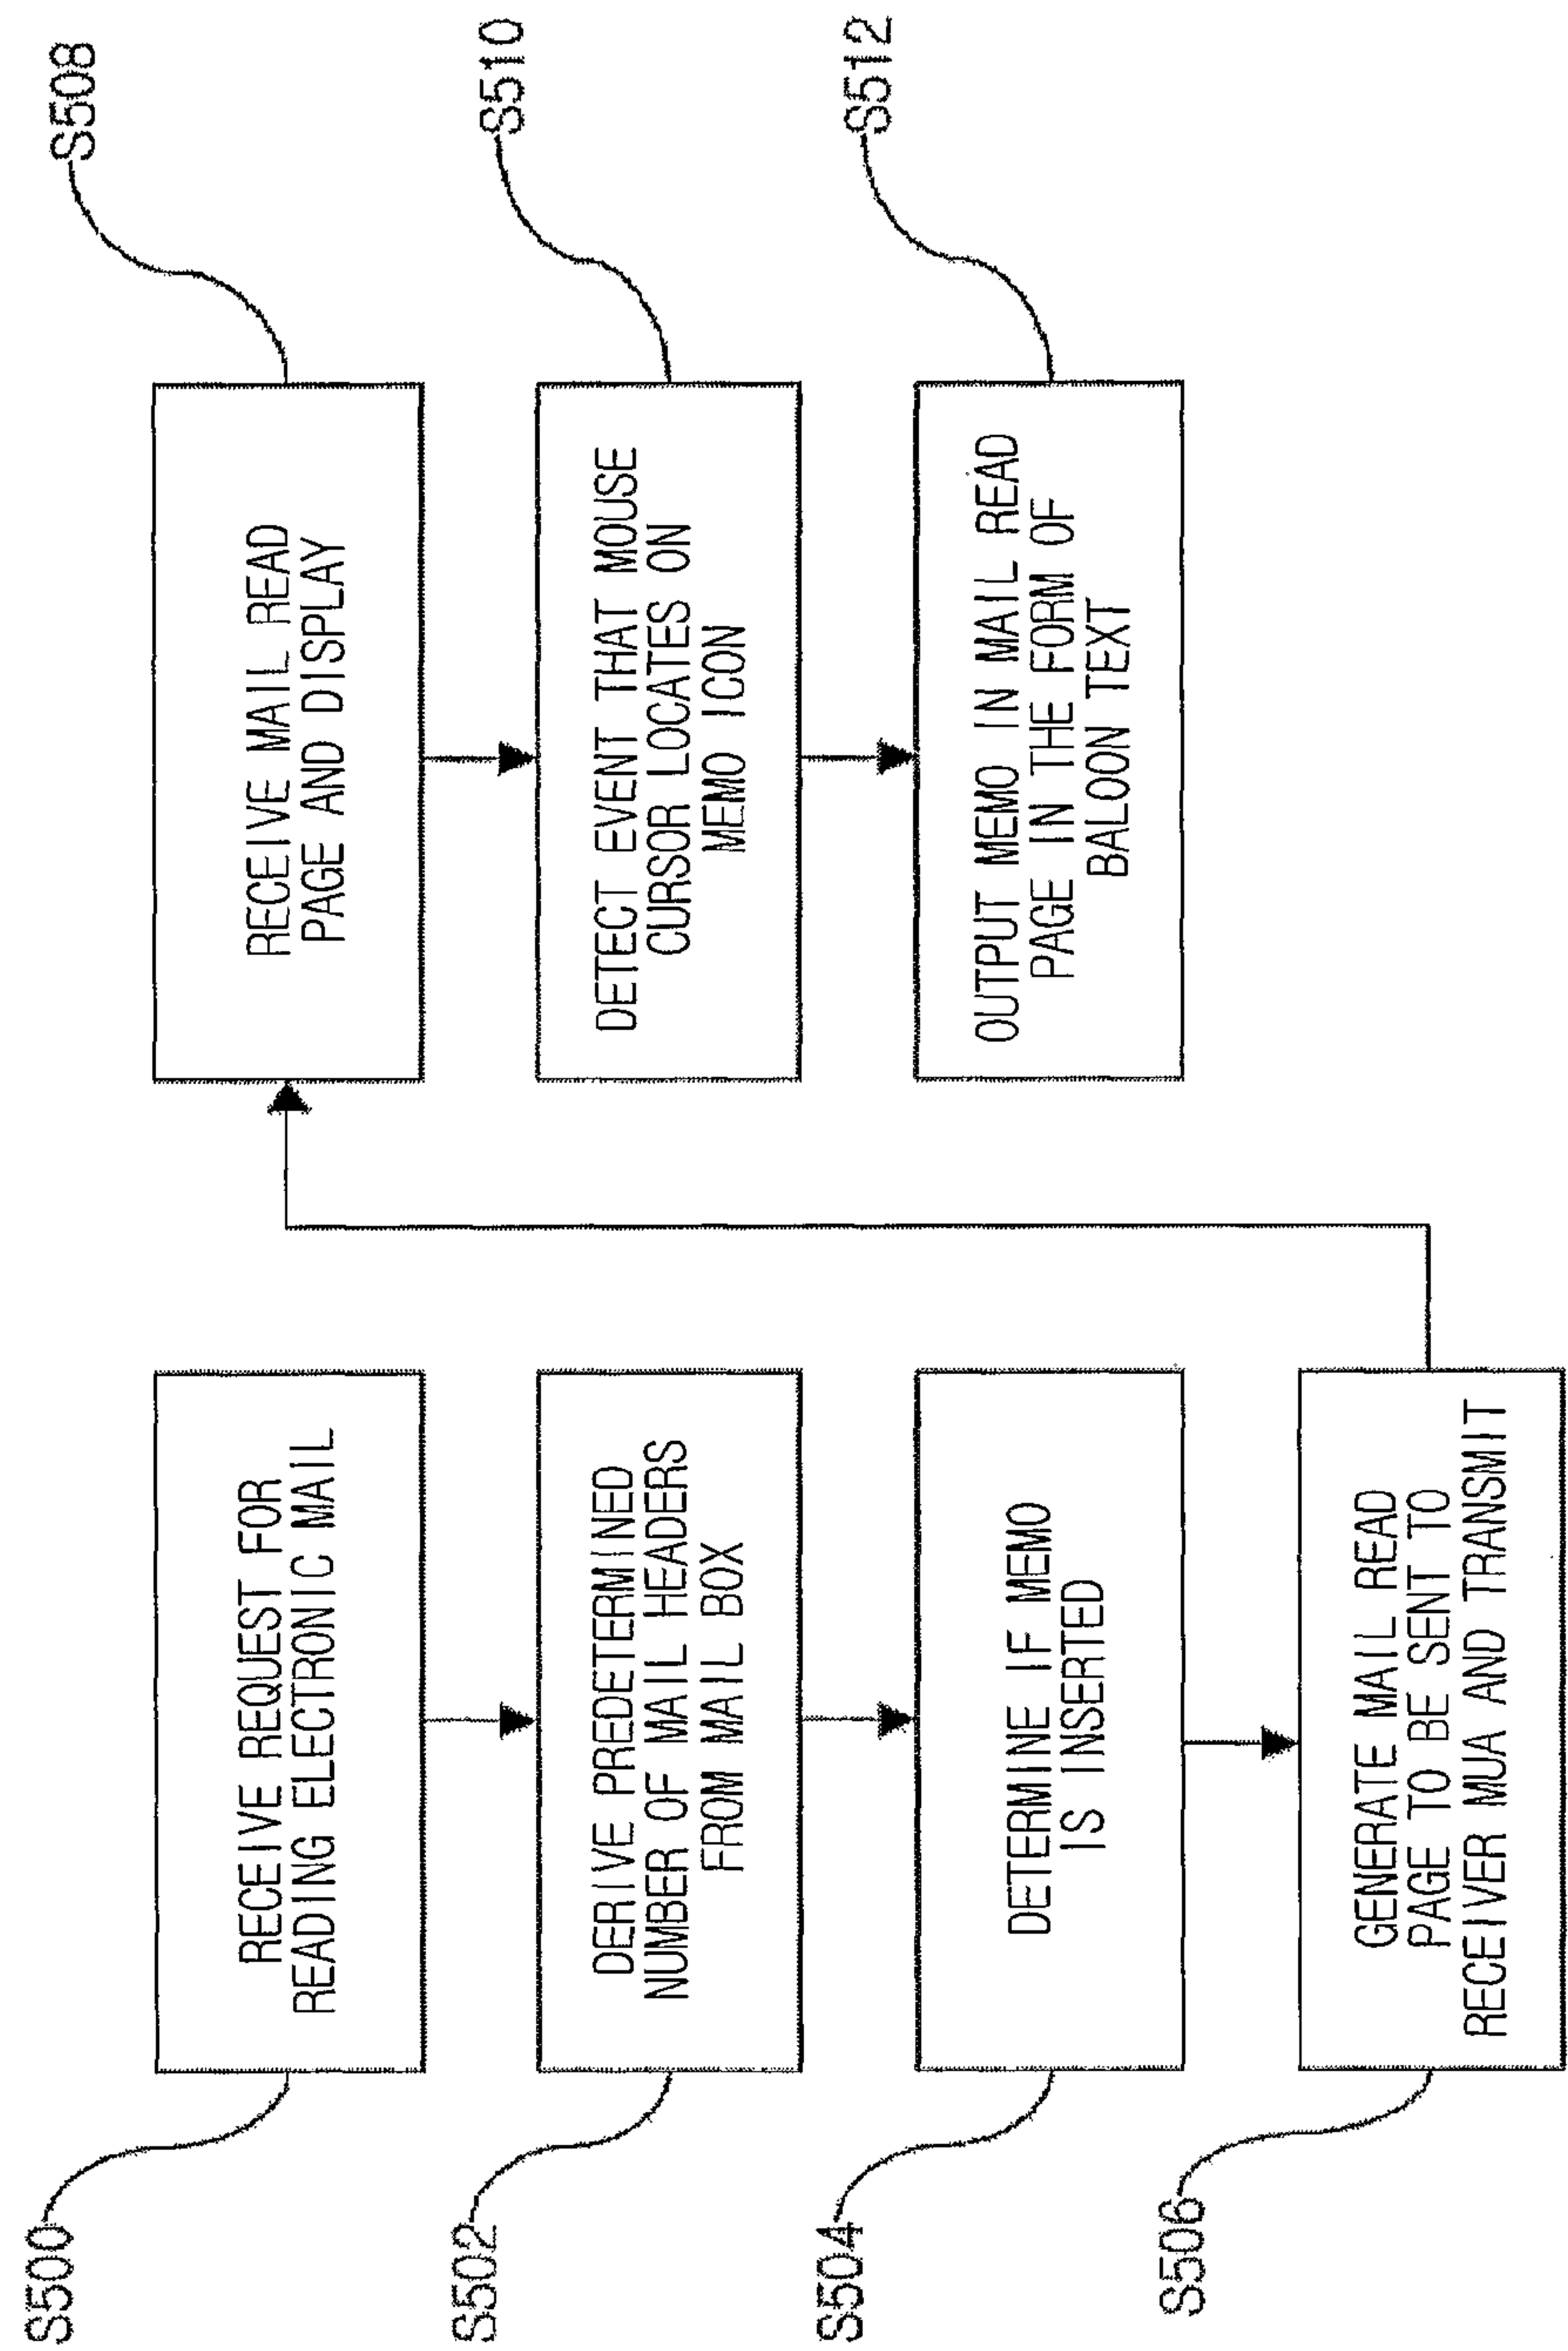 S500
RECEIVE REQUEST FOR
READING ELECTRONIC MAIL
S502
DERIVE PREDETERMINED
NUMBER OF MAIL HEADERS
FROM MAIL BOX
S504
DETERMINE IF MEMO
IS INSERTED
S506
GENERATE MAIL READ
PAGE TO BE SENT TO
RECEIVER MUA AND TRANSMIT
S508
RECEIVE MAIL READ
PAGE AND DISPLAY
S510
DETECT EVENT THAT MOUSE
CURSOR LOCATES ON
MEMO ICON
S512
OUTPUT MEMO IN MAIL READ
PAGE IN THE FORM OF
BALOON TEXT